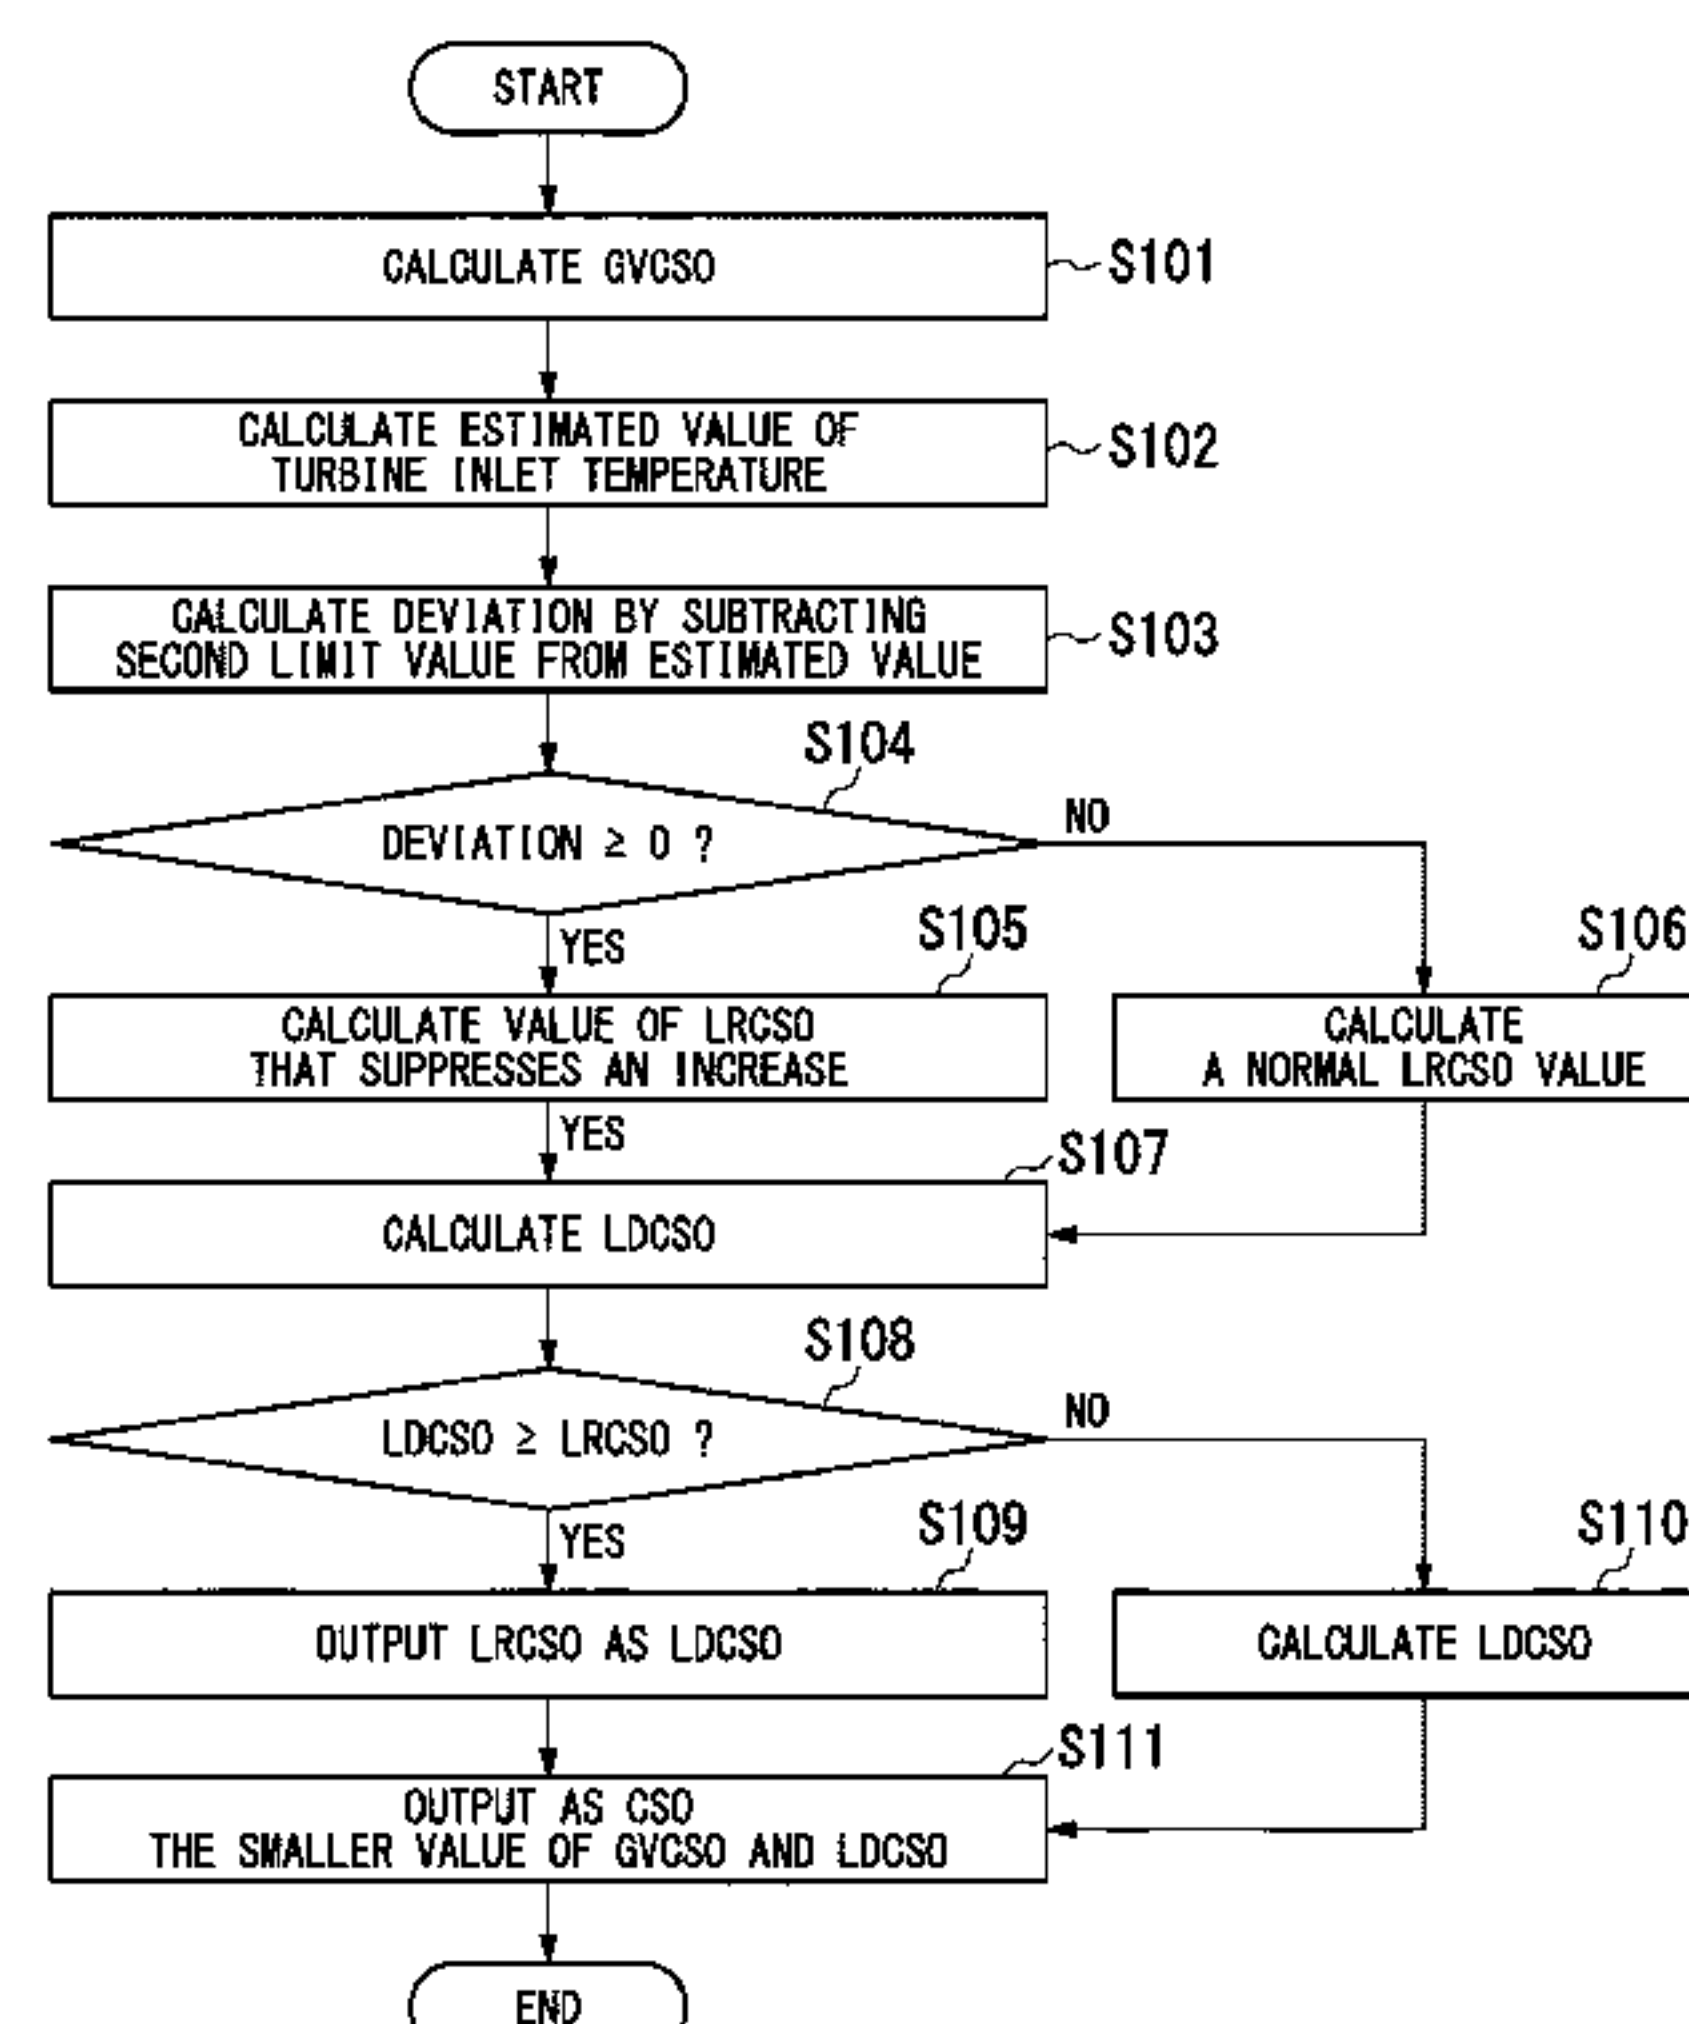 START
CALCULATE GVCSO
S101
CALCULATE ESTIMATED VALUE OF
TURBINE INLET TEMPERATURE
S102
CALCULATE DEVIATION BY SUBTRACTING
SECOND LIMIT VALUE FROM ESTIMATED VALUE
S103
S104
DEVIATION ≥ 0 ?
NO
YES
S105
CALCULATE VALUE OF LRCSO
THAT SUPPRESSES AN INCREASE
S106
CALCULATE
A NORMAL LRCSO VALUE
YES
S107
CALCULATE LDCSO
S108
LDCSO ≥ LRCSO ?
NO
YES
S109
OUTPUT LRCSO AS LDCSO
S110
CALCULATE LDCSO
S111
OUTPUT AS CSO
THE SMALLER VALUE OF GVCSO AND LDCSO
END